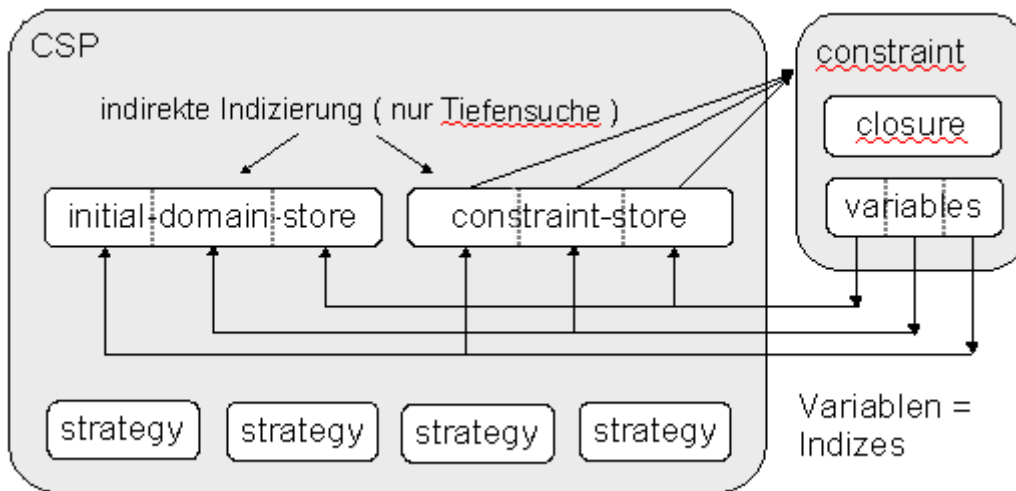 CSP
constraint
indirekte Indizierung ( nur Tiefensuche )
closure
initial-domain-store
constraint-store
variables
strategy
strategy
strategy
strategy
Variablen =
Indizes